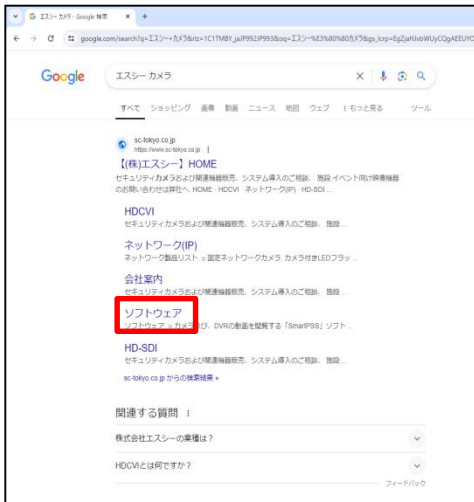 エスシー カメラ - Google 検索
Google
エスシー カメラ
すべて ショッピング 画像 動画 ニュース 地図 ウェブ もっと見る ツール
sc-tokyo.co.jp
https://www.sc-tokyo.co.jp
【(株)エスシー】HOME
セキュリティカメラおよび関連機器販売、システム導入のご相談、施設 イベント向け映像機器
のお問い合わせは弊社へ. HOME · HDCVI · ネットワーク(IP) · HD-SDI ...
HDCVI
セキュリティカメラおよび関連機器販売、システム導入のご相談、施設 ...
ネットワーク(IP)
ネットワーク製品リスト. 固定ネットワークカメラ. カメラ付きLEDフラッ ...
会社案内
セキュリティカメラおよび関連機器販売、システム導入のご相談、施設 ...
ソフトウェア
ソフトウェア. カメラ及び、DVRの動画を閲覧する「SmartPSS」ソフト ...
HD-SDI
セキュリティカメラおよび関連機器販売、システム導入のご相談、施設 ...
sc-tokyo.co.jp からの検索結果 »
関連する質問
株式会社エスシーの業種は？
HDCVIとは何ですか？
フィードバック